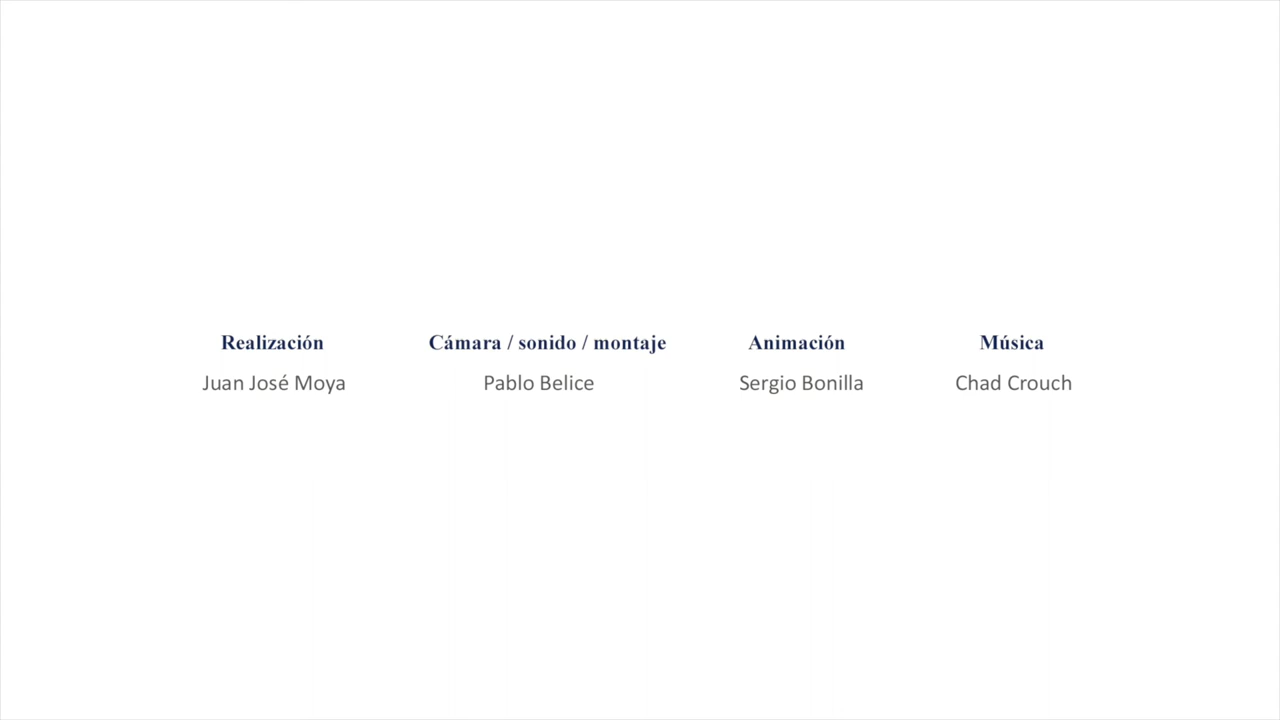 Realización Cámara / sonido / montaje Animación Música
Juan José Moya Pablo Belice Sergio Bonilla Chad Crouch